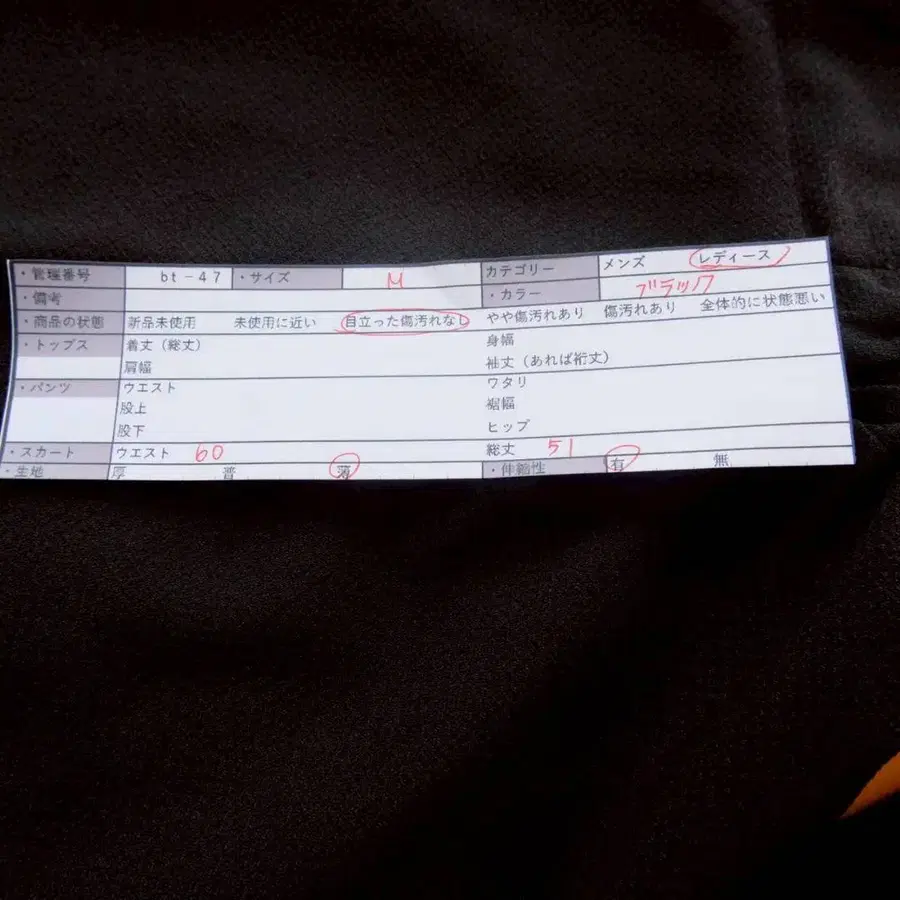 ・管理番号 bt-47 ・サイズ M カテゴリー メンズ レディース
・備考 ・カラー ブラック
・商品の状態 新品未使用 未使用に近い 目立った傷汚れなし やや傷汚れあり 傷汚れあり 全体的に状態悪い
・トップス 着丈（総丈） 身幅
肩幅 袖丈（あれば裄丈）
・パンツ ウエスト ワタリ
股上 裾幅
股下 ヒップ
・スカート ウエスト 60 総丈 51
・生地 厚 普 薄 ・伸縮性 有 無